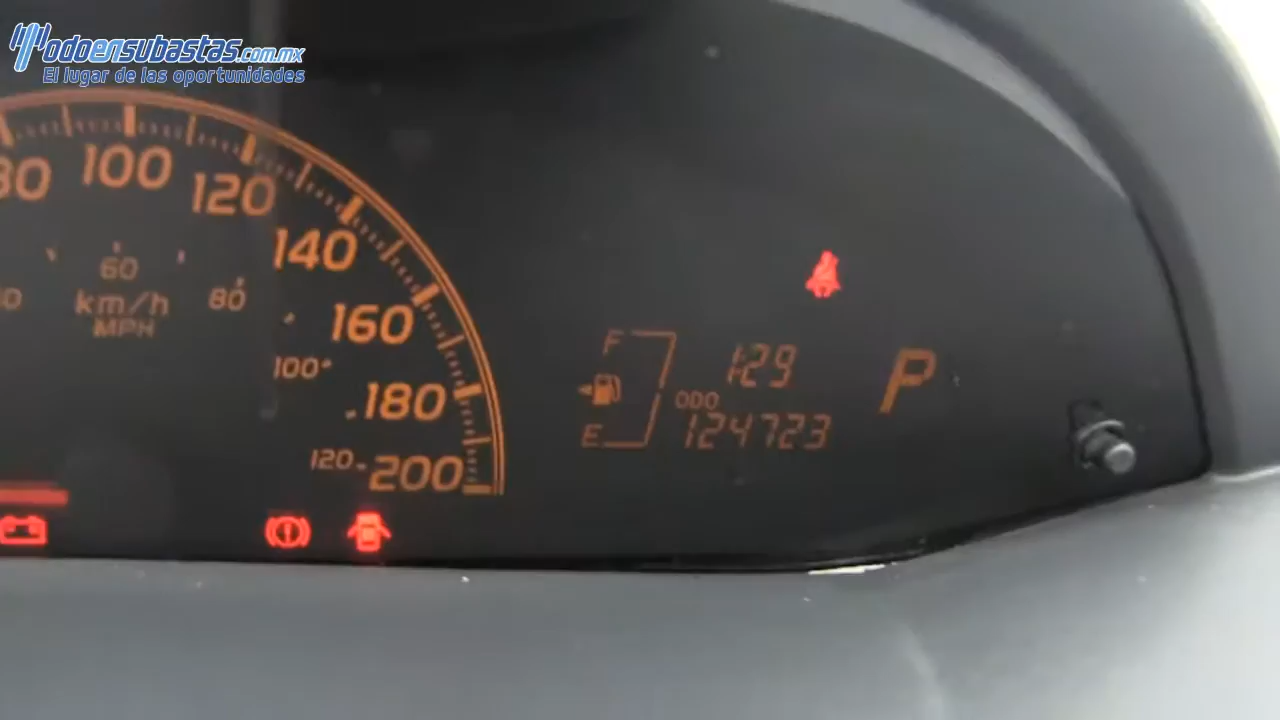 Todoensubastas.com.mx
El lugar de las oportunidades
80
100
120
140
160
180
200
60
80
100
120
km/h
MPH
F
1:29
ODO
E
124723
P